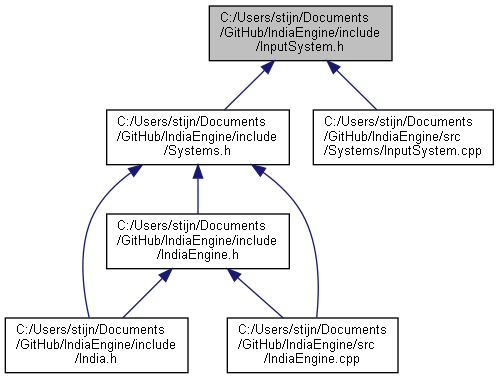 C:/Users/stijn/Documents
/GitHub/IndiaEngine/include
/InputSystem.h
C:/Users/stijn/Documents
/GitHub/IndiaEngine/include
/Systems.h
C:/Users/stijn/Documents
/GitHub/IndiaEngine/src
/Systems/InputSystem.cpp
C:/Users/stijn/Documents
/GitHub/IndiaEngine/include
/IndiaEngine.h
C:/Users/stijn/Documents
/GitHub/IndiaEngine/include
/India.h
C:/Users/stijn/Documents
/GitHub/IndiaEngine/src
/IndiaEngine.cpp